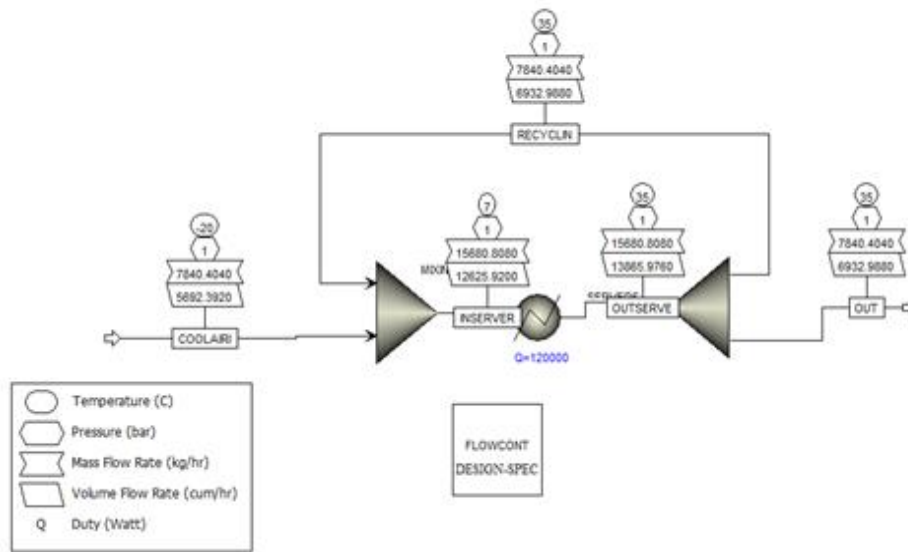 35
1
7840.4040
6932.9880
RECYCLIN
7
1
15680.8080
12625.9200
MIXIN
INSERVER
35
1
15680.8080
13865.9760
OUTSERVE
35
1
7840.4040
6932.9880
OUT
-20
1
7840.4040
5692.3920
COOLAIRI
Q=120000
Temperature (C)
Pressure (bar)
Mass Flow Rate (kg/hr)
Volume Flow Rate (cum/hr)
Q Duty (Watt)
FLOWCONT
DESIGN-SPEC